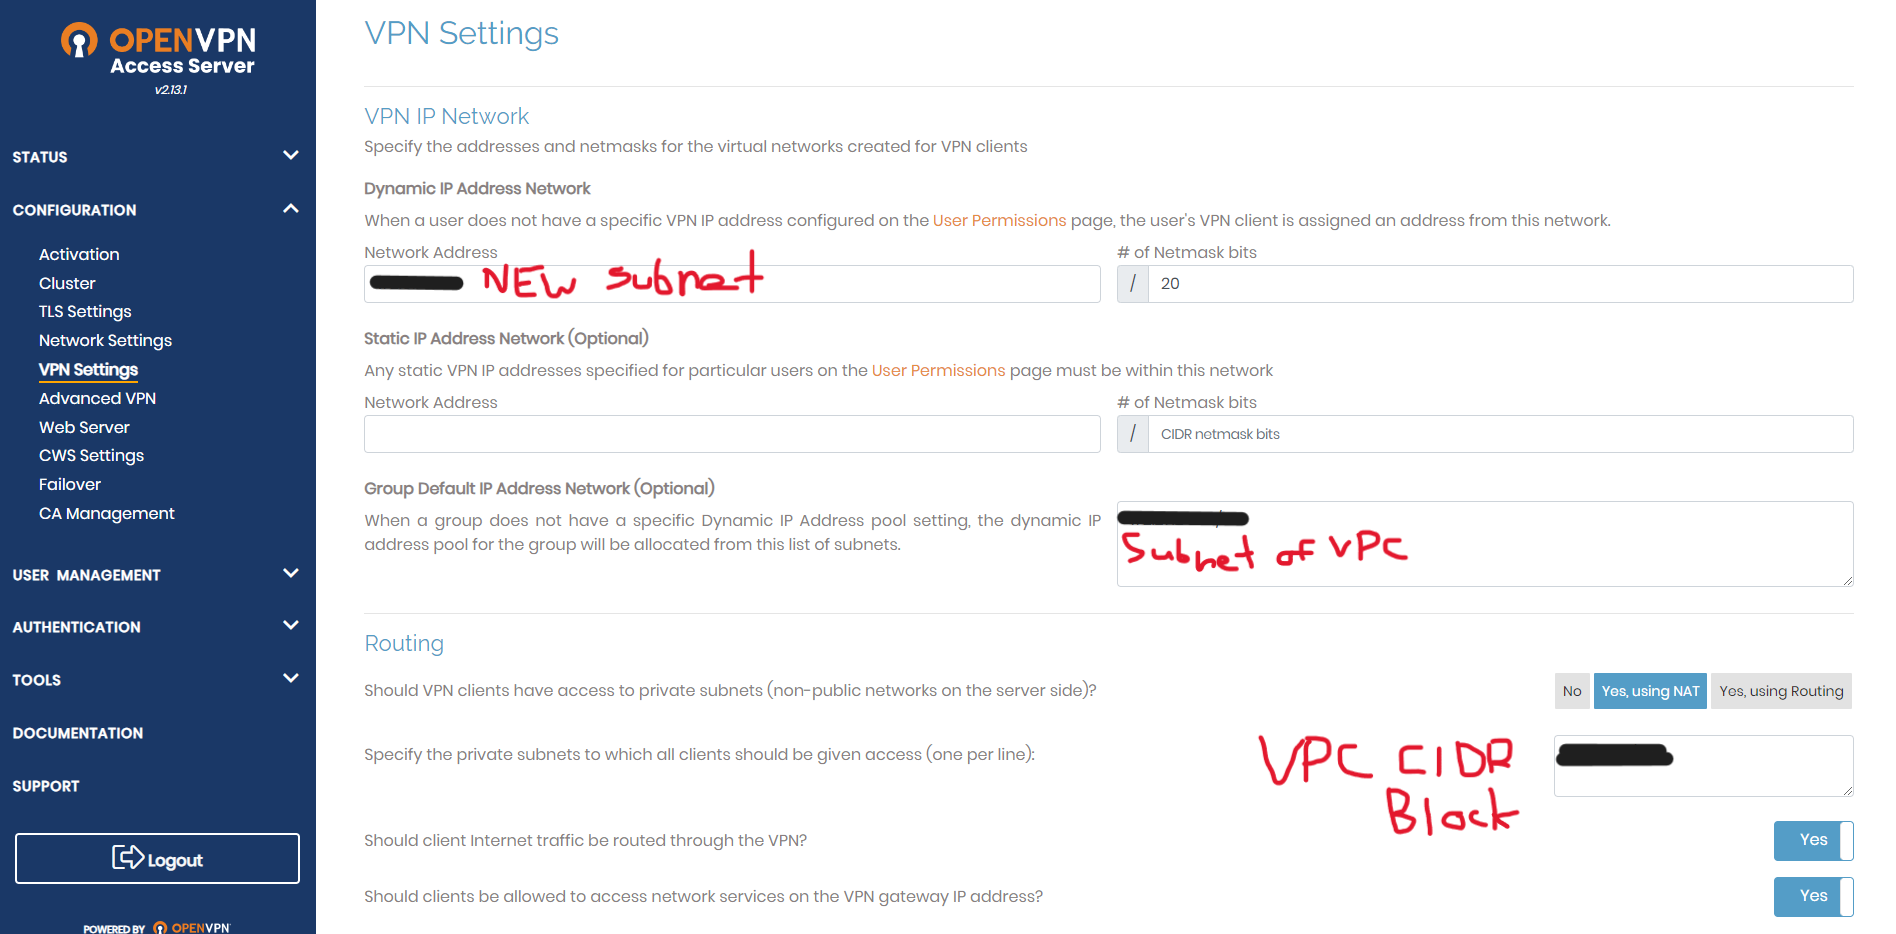 OPENVPN
Access Server
v2.13.1
STATUS
CONFIGURATION
Activation
Cluster
TLS Settings
Network Settings
VPN Settings
Advanced VPN
Web Server
CWS Settings
Failover
CA Management
USER MANAGEMENT
AUTHENTICATION
TOOLS
DOCUMENTATION
SUPPORT
Logout
POWERED BY OPENVPN
VPN Settings
VPN IP Network
Specify the addresses and netmasks for the virtual networks created for VPN clients
Dynamic IP Address Network
When a user does not have a specific VPN IP address configured on the User Permissions page, the user's VPN client is assigned an address from this network.
Network Address # of Netmask bits
NEW subnet / 20
Static IP Address Network (Optional)
Any static VPN IP addresses specified for particular users on the User Permissions page must be within this network
Network Address # of Netmask bits
/ CIDR netmask bits
Group Default IP Address Network (Optional)
When a group does not have a specific Dynamic IP Address pool setting, the dynamic IP
address pool for the group will be allocated from this list of subnets.
Subnet of VPC
Routing
Should VPN clients have access to private subnets (non-public networks on the server side)? No Yes, using NAT Yes, using Routing
Specify the private subnets to which all clients should be given access (one per line):
VPC CIDR
Block
Should client Internet traffic be routed through the VPN? Yes
Should clients be allowed to access network services on the VPN gateway IP address? Yes